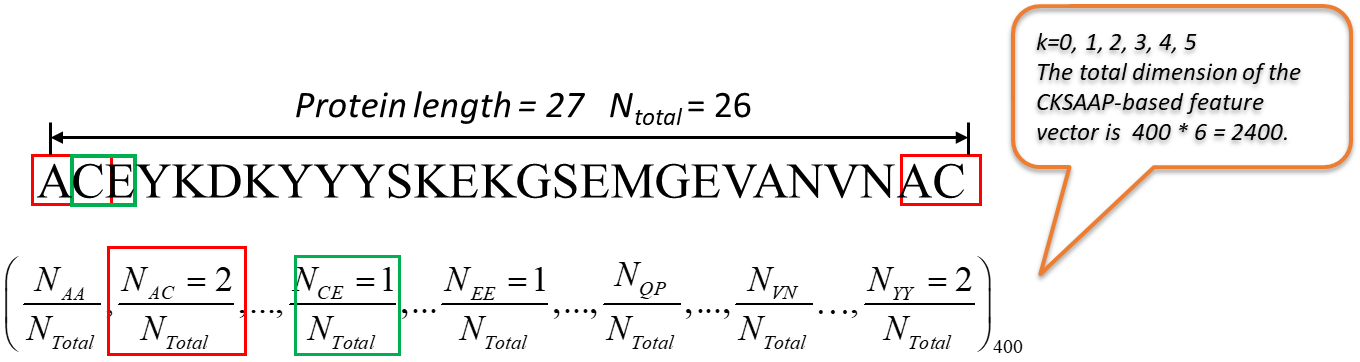 k=0, 1, 2, 3, 4, 5
The total dimension of the
CKSAAP-based feature
vector is 400 * 6 = 2400.
Protein length = 27 N_total = 26
ACEYKDKYYYSKEKGSEMGEVANVNAC
( N_AA / N_Total , N_AC = 2 / N_Total ,..., N_CE = 1 / N_Total ,... N_EE = 1 / N_Total ,..., N_QP / N_Total ,..., N_VN / N_Total ..., N_YY = 2 / N_Total )_400